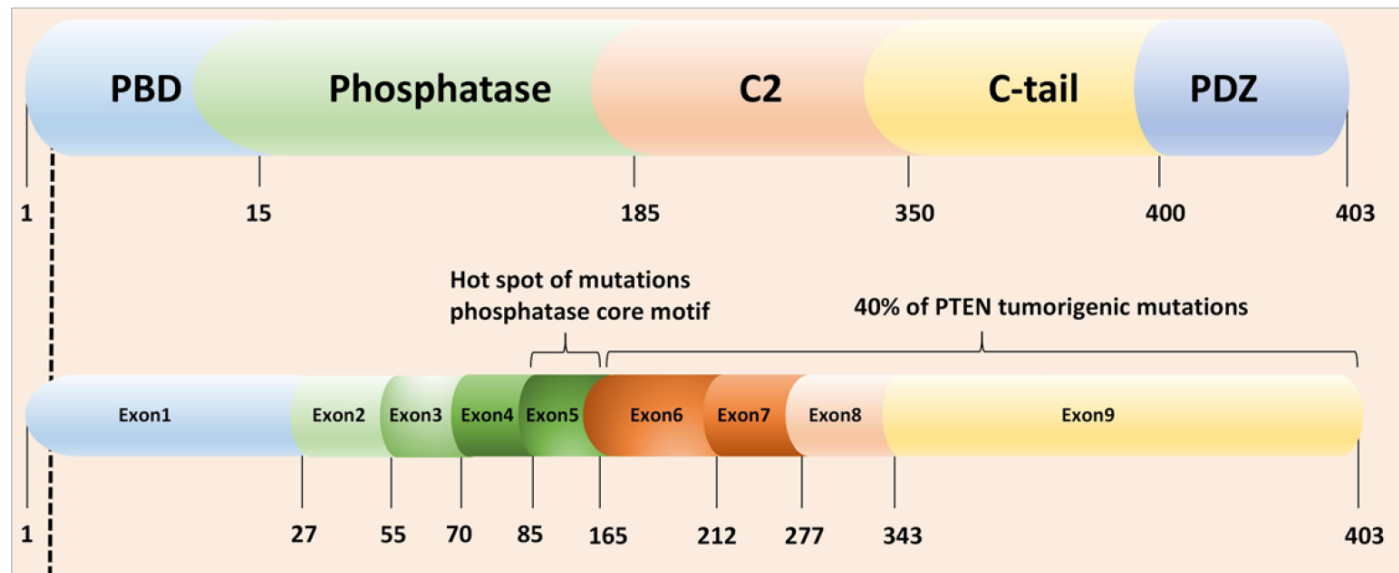 PBD Phosphatase C2 C-tail PDZ
1 15 185 350 400 403
Hot spot of mutations
phosphatase core motif
40% of PTEN tumorigenic mutations
Exon1 Exon2 Exon3 Exon4 Exon5 Exon6 Exon7 Exon8 Exon9
1 27 55 70 85 165 212 277 343 403